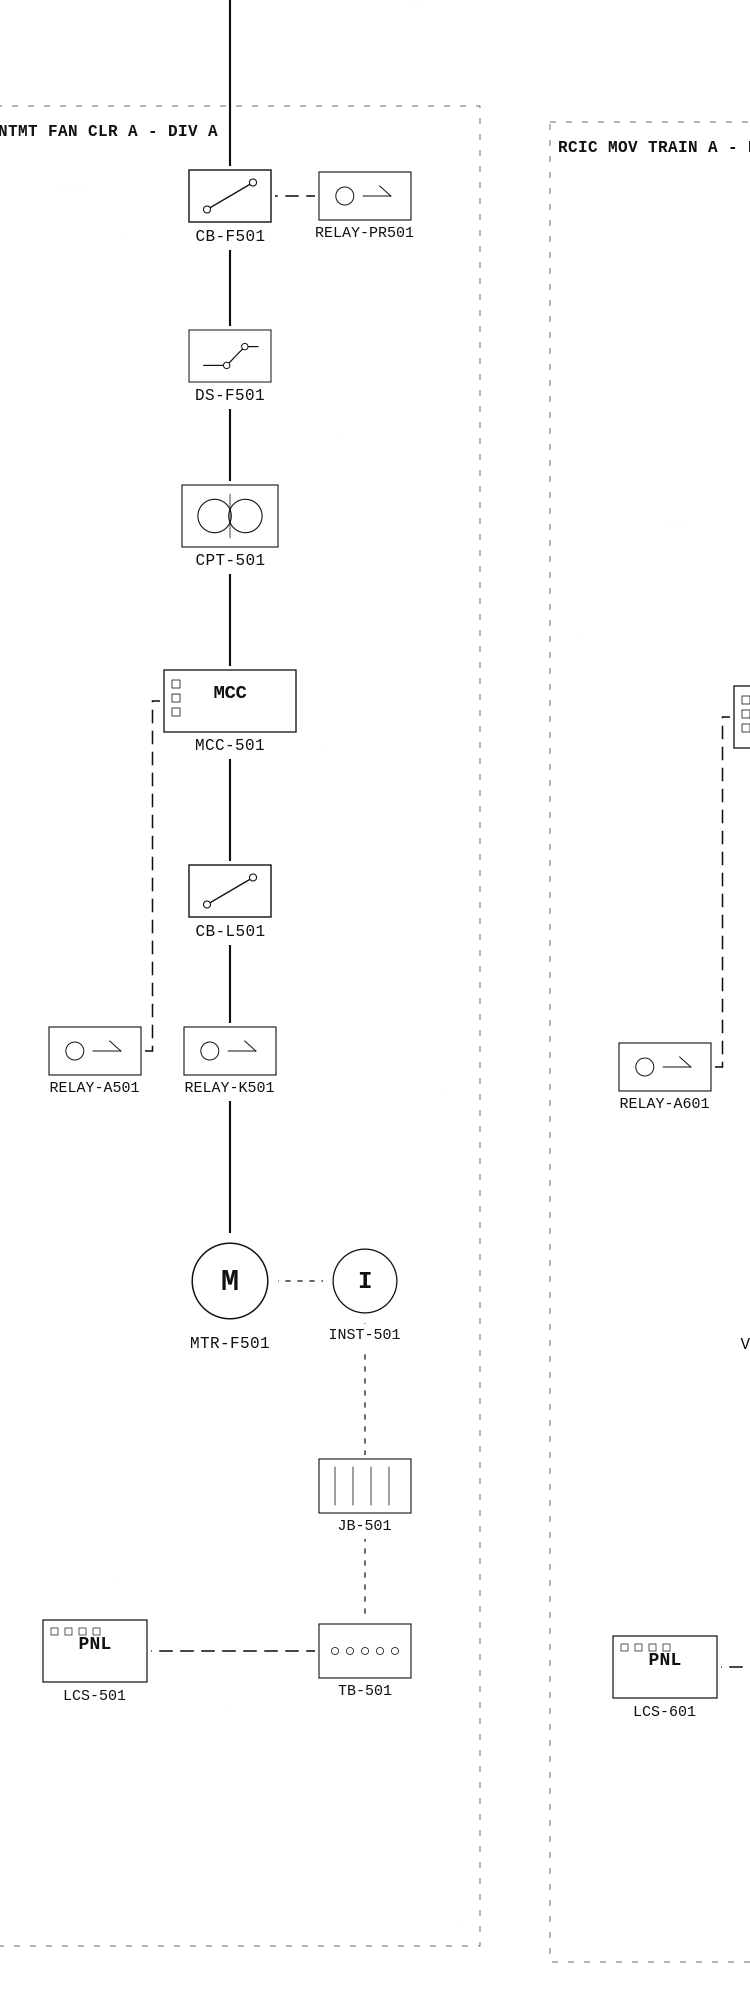 NTMT FAN CLR A - DIV A
RCIC MOV TRAIN A -
CB-F501
RELAY-PR501
DS-F501
CPT-501
MCC
MCC-501
CB-L501
RELAY-A501
RELAY-K501
RELAY-A601
M
I
MTR-F501
INST-501
V
JB-501
PNL
LCS-501
TB-501
PNL
LCS-601